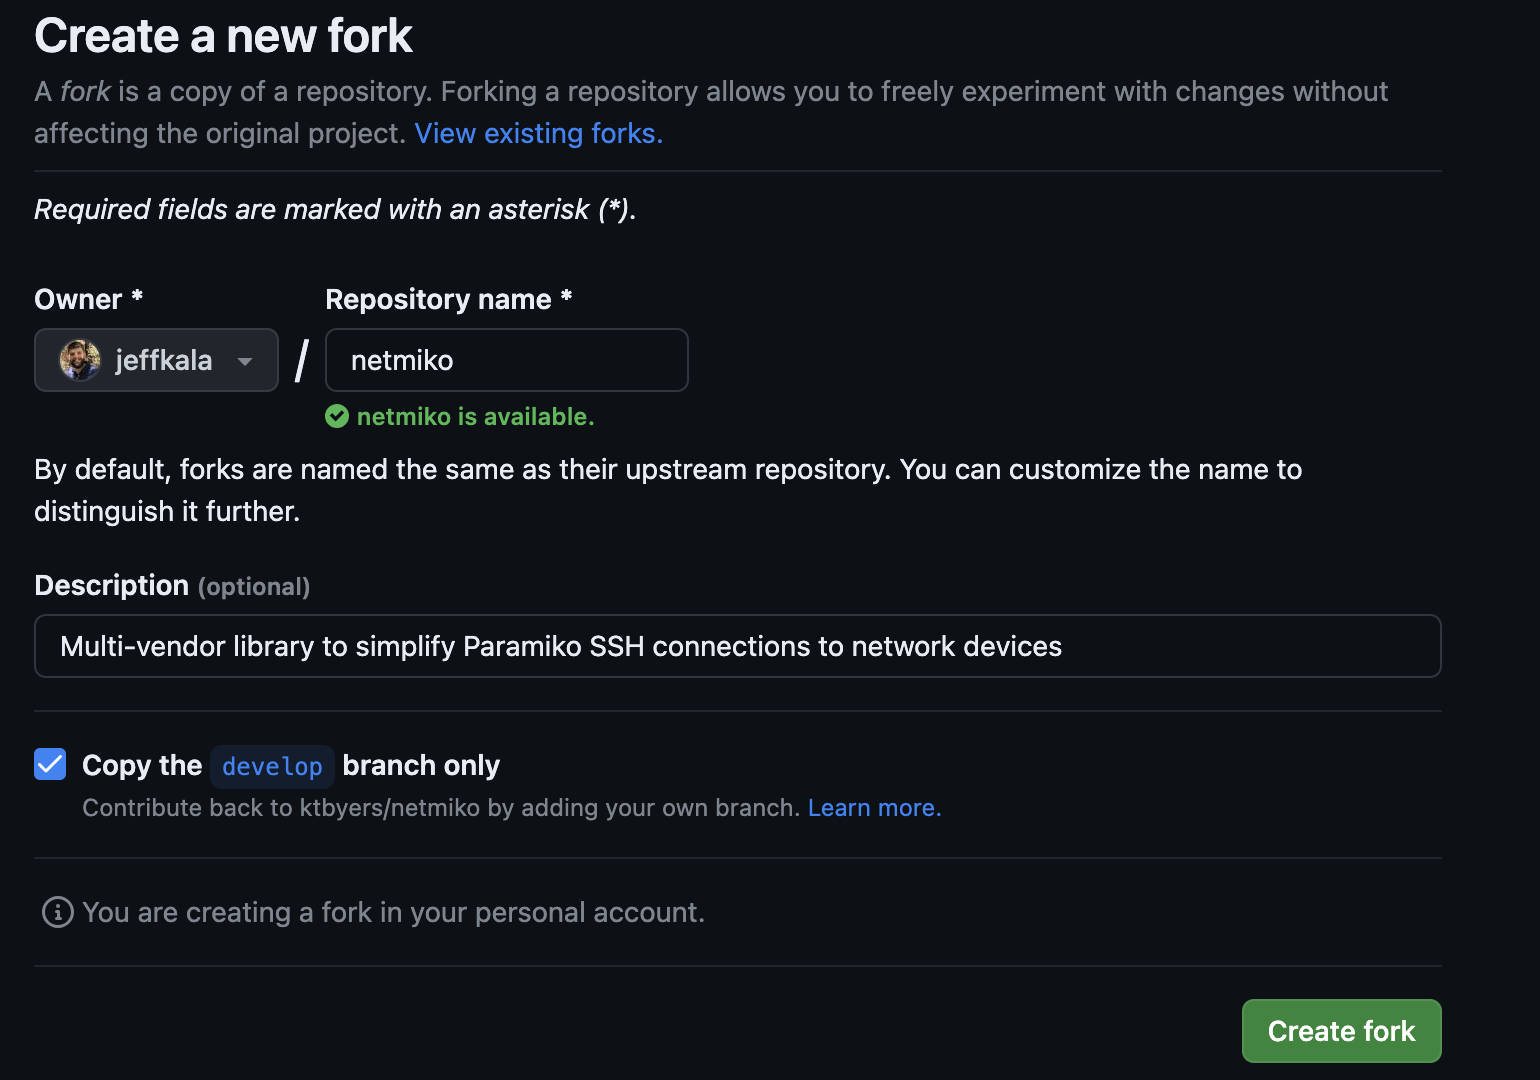 Create a new fork
A fork is a copy of a repository. Forking a repository allows you to freely experiment with changes without
affecting the original project. View existing forks.
Required fields are marked with an asterisk (*).
Owner * Repository name *
jeffkala / netmiko
netmiko is available.
By default, forks are named the same as their upstream repository. You can customize the name to
distinguish it further.
Description (optional)
Multi-vendor library to simplify Paramiko SSH connections to network devices
Copy the develop branch only
Contribute back to ktbyers/netmiko by adding your own branch. Learn more.
You are creating a fork in your personal account.
Create fork